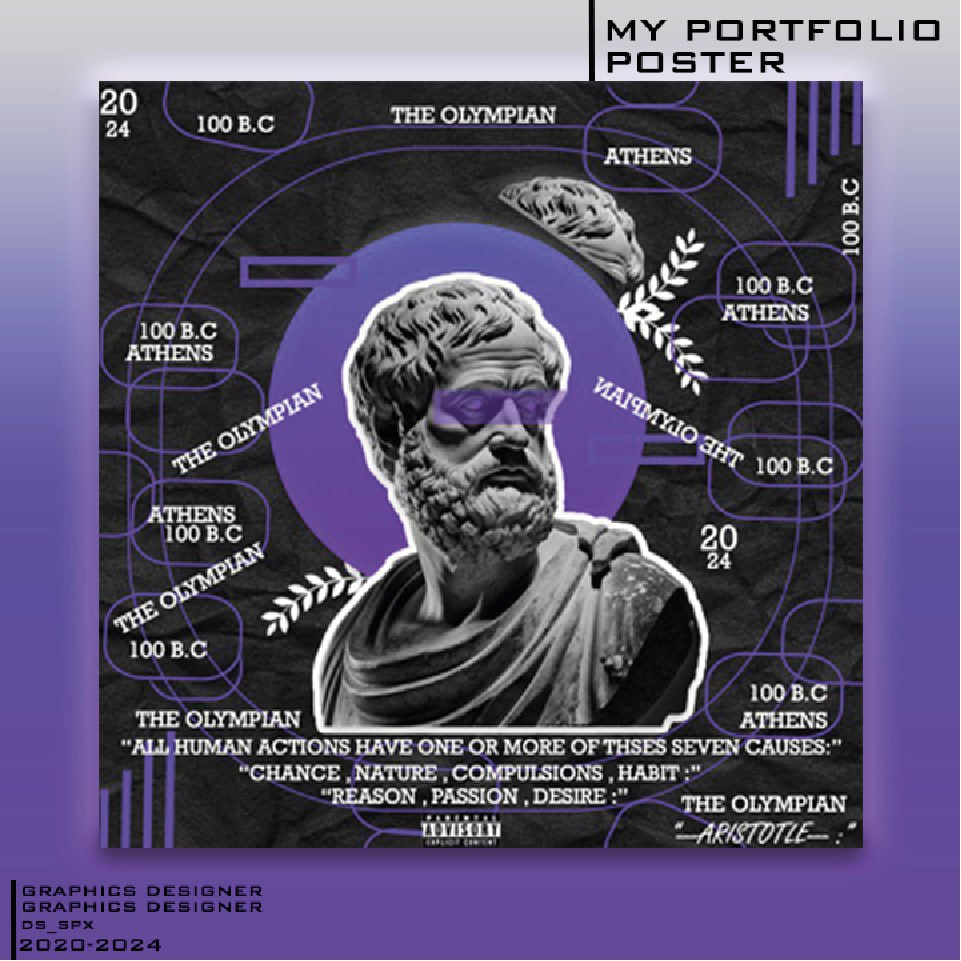 MY PORTFOLIO
POSTER
20
24
100 B.C
THE OLYMPIAN
ATHENS
100 B.C
100 B.C
ATHENS
100 B.C
ATHENS
THE OLYMPIAN
THE OLYMPIAN
100 B.C
ATHENS
100 B.C
20
24
THE OLYMPIAN
100 B.C
100 B.C
ATHENS
THE OLYMPIAN
"ALL HUMAN ACTIONS HAVE ONE OR MORE OF THSES SEVEN CAUSES:"
"CHANCE , NATURE , COMPULSIONS , HABIT :"
"REASON , PASSION , DESIRE :"
THE OLYMPIAN
"—ARISTOTLE— :"
PARENTAL
ADVISORY
EXPLICIT CONTENT
GRAPHICS DESIGNER
GRAPHICS DESIGNER
DS_SPX
2020-2024